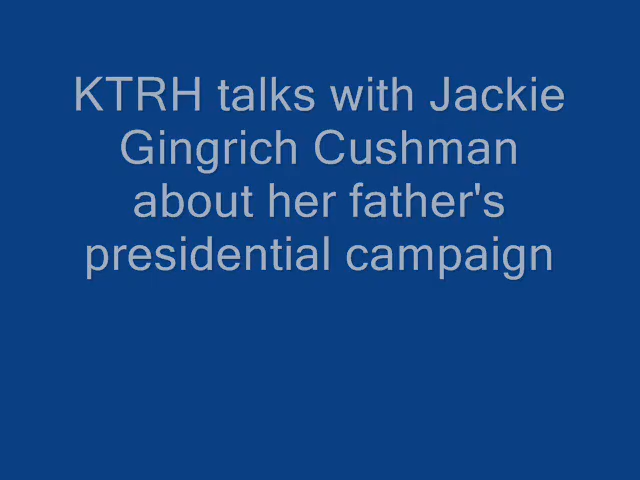 KTRH talks with Jackie
Gingrich Cushman
about her father's
presidential campaign